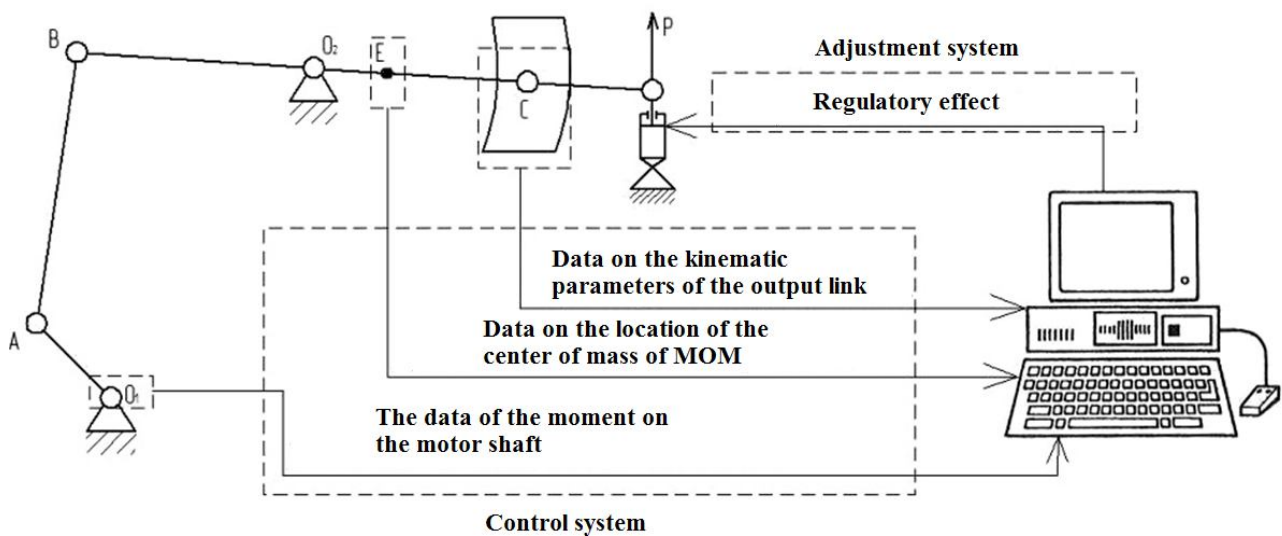 B
O₂
E
C
P
A
O₁
Adjustment system
Regulatory effect
Data on the kinematic
parameters of the output link
Data on the location of the
center of mass of MOM
The data of the moment on
the motor shaft
Control system